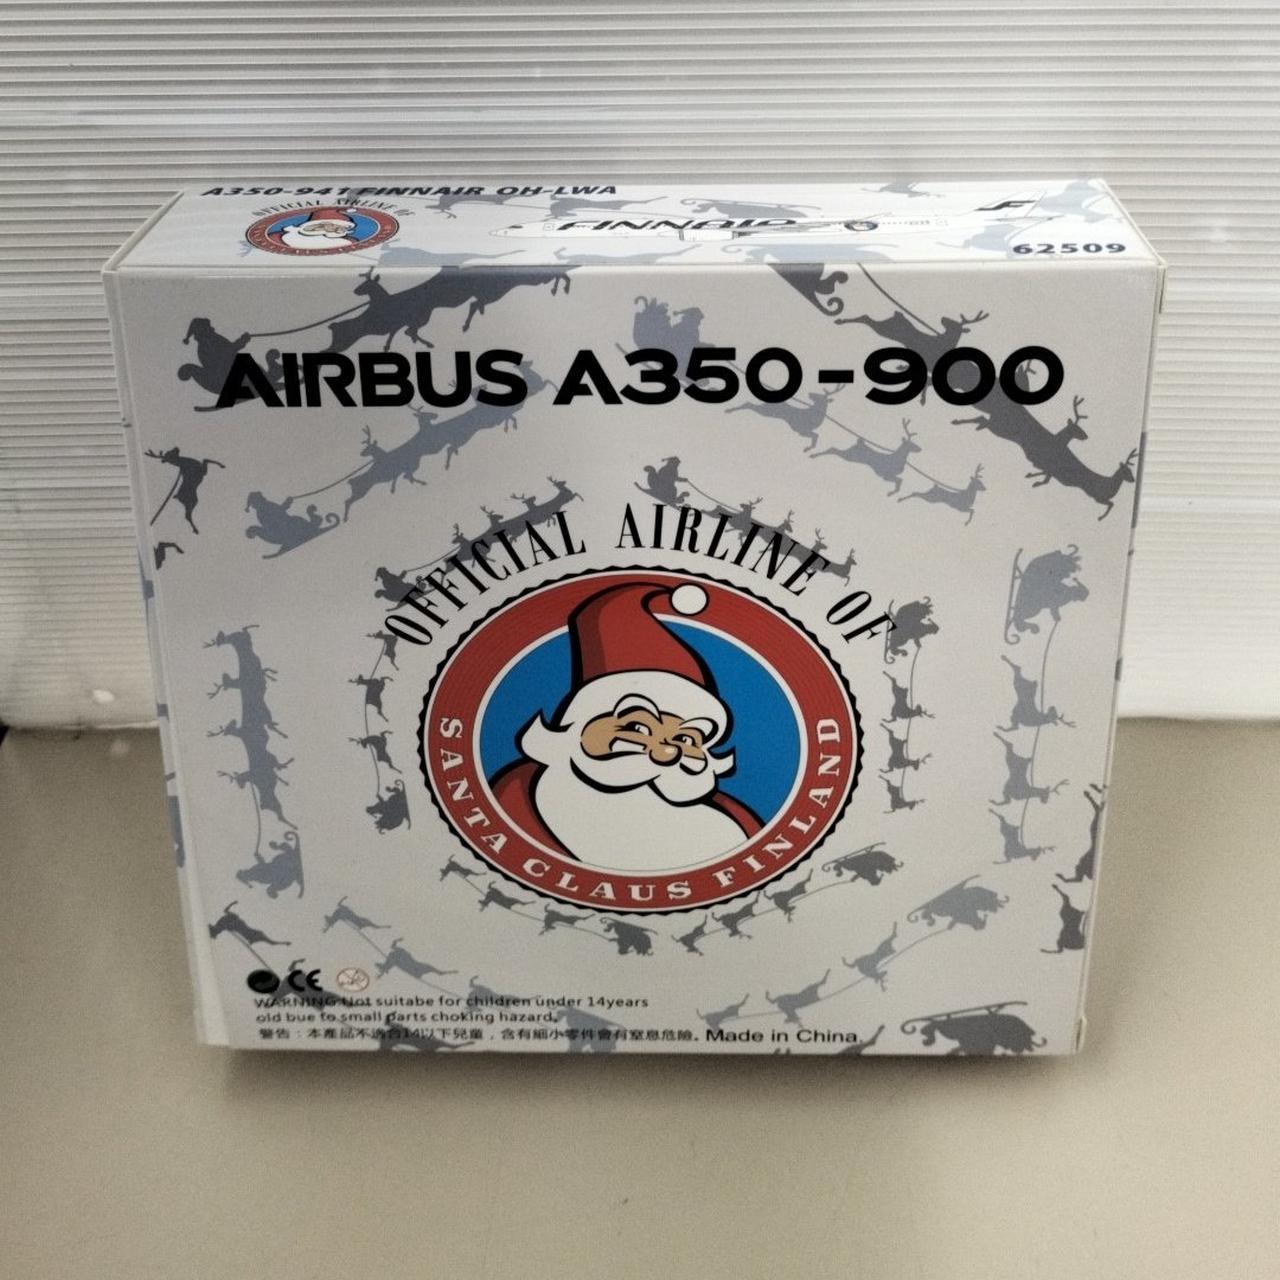 A350-941 FINNAIR OH-LWA
OFFICIAL AIRLINE OF
FINNAIR
F
62509
AIRBUS A350-900
OFFICIAL AIRLINE OF
SANTA CLAUS FINLAND
CE
WARNING:Not suitabe for children under 14years
old bue to small parts choking hazard.
警告：本產品不適合14以下兒童，含有細小零件會有窒息危險. Made in China.